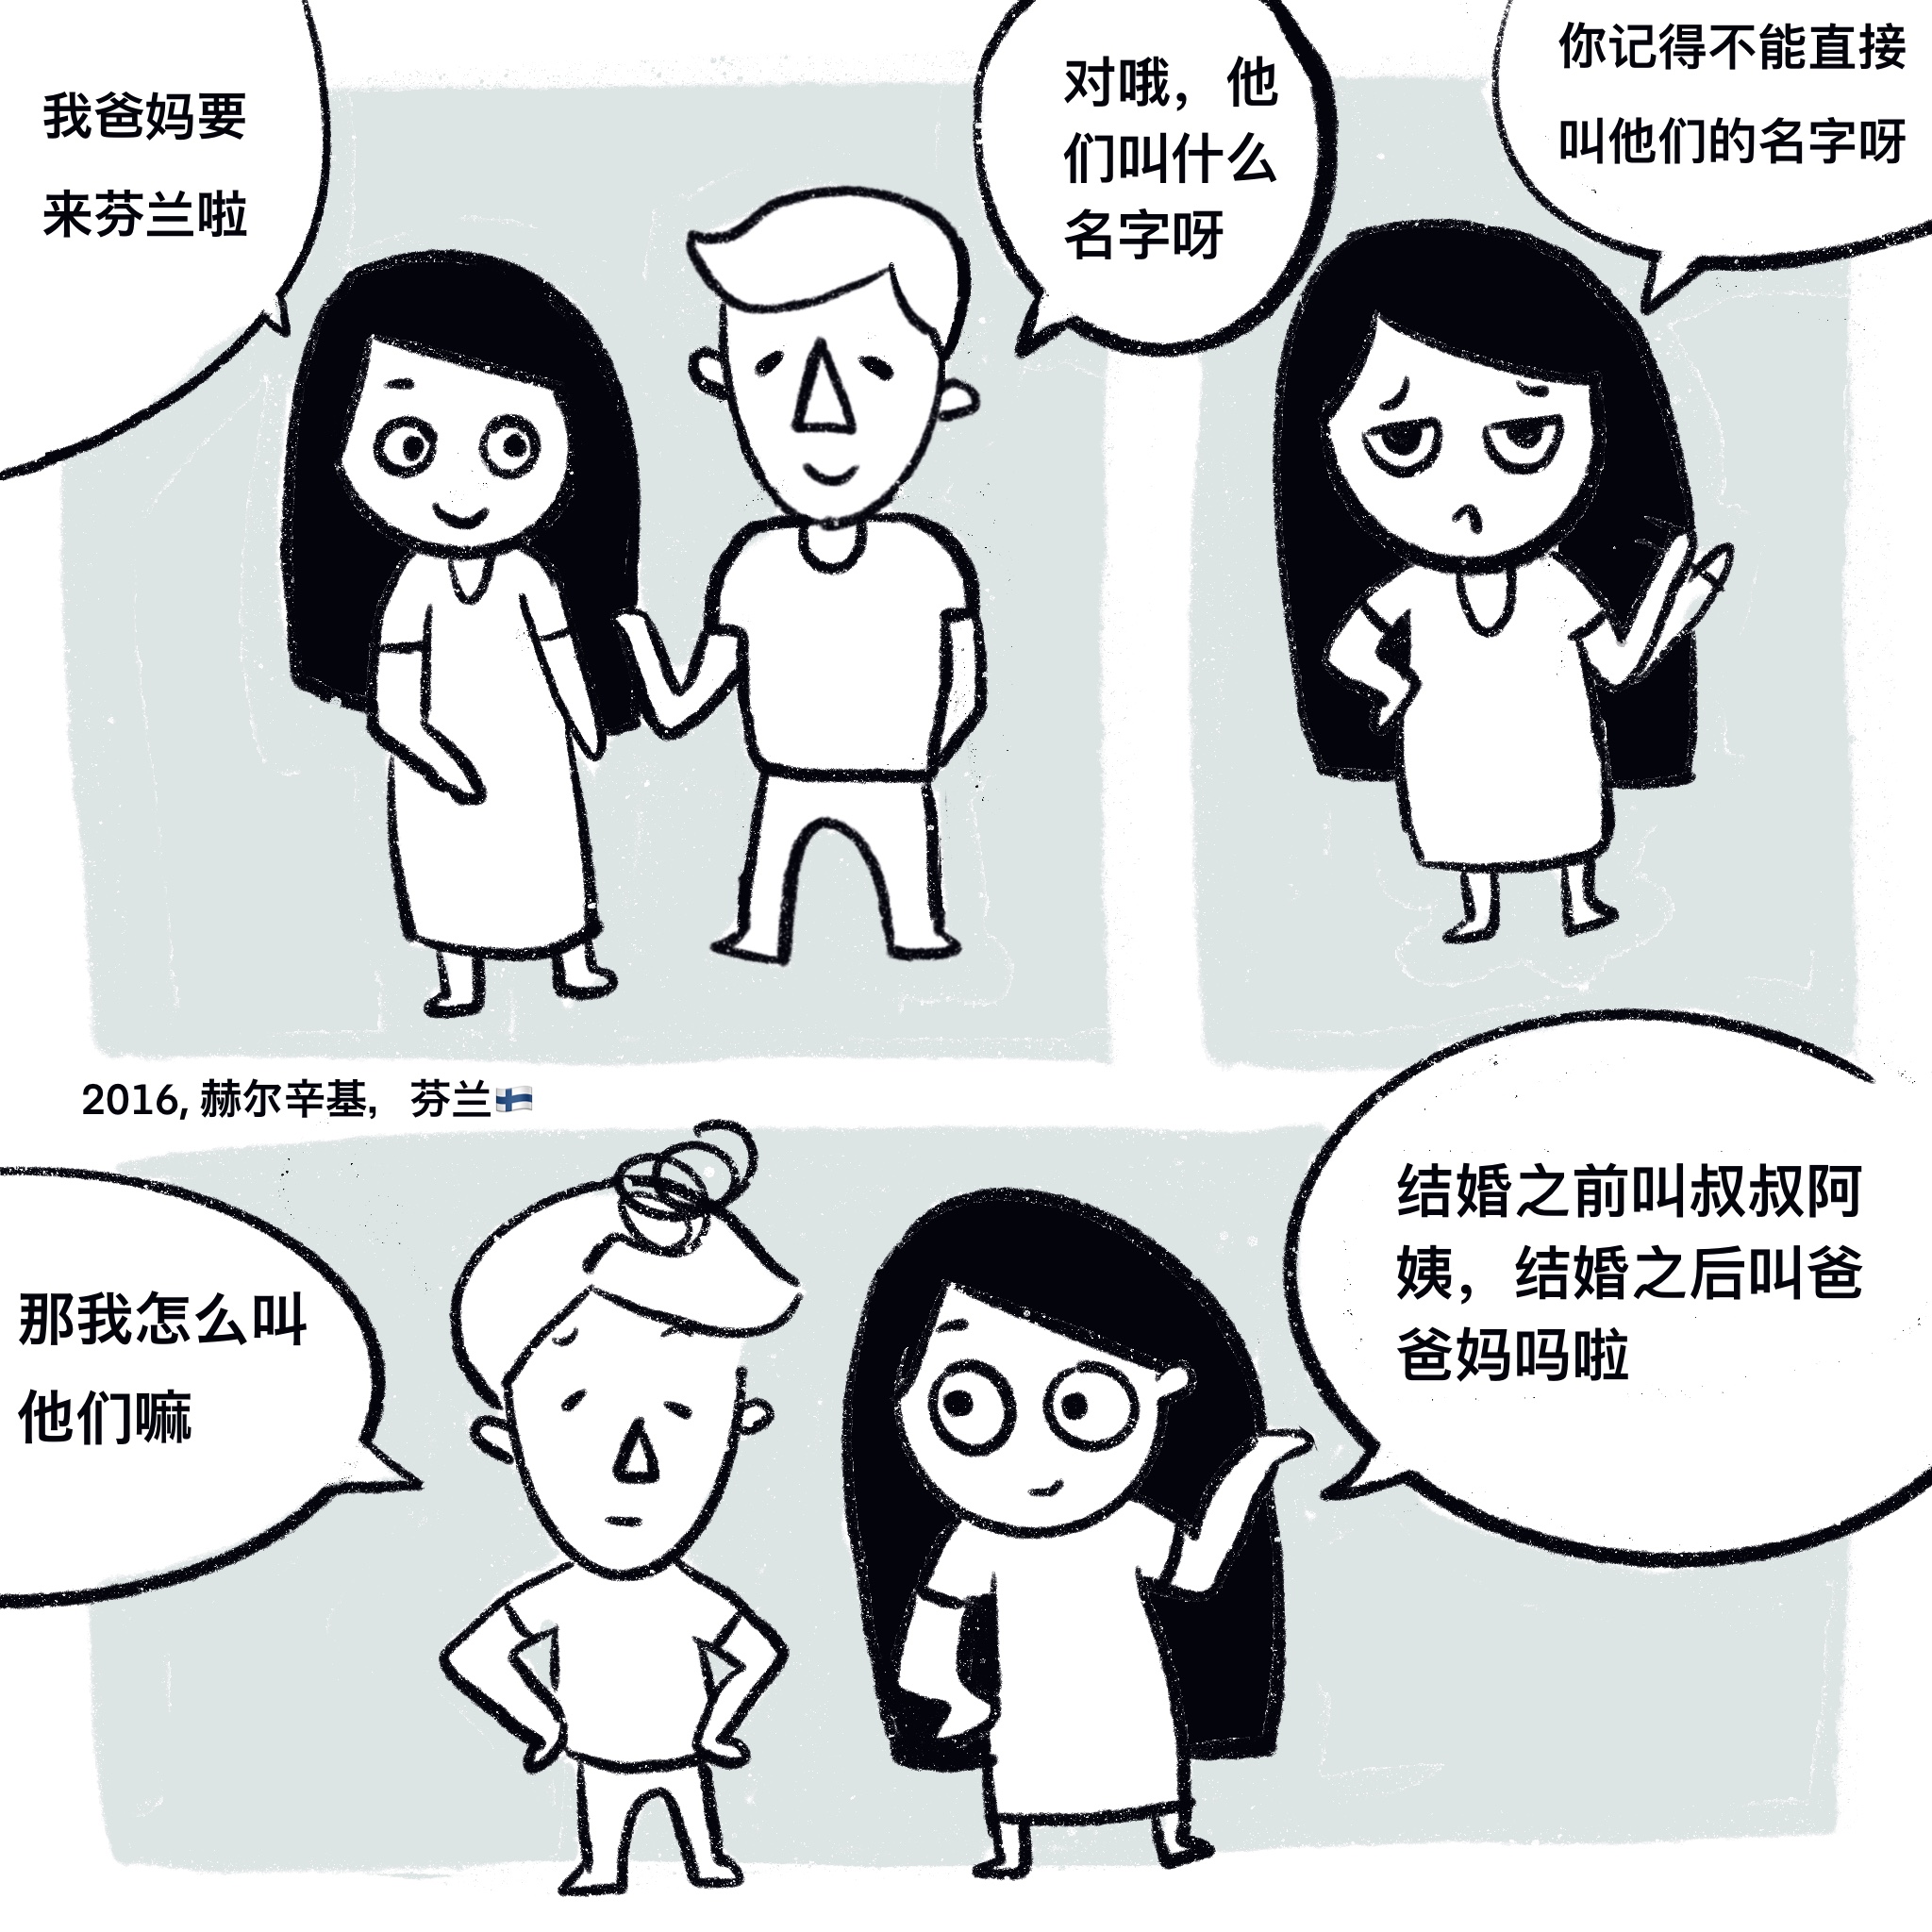 我爸妈要
来芬兰啦
对哦，他
们叫什么
名字呀
你记得不能直接
叫他们的名字呀
2016, 赫尔辛基， 芬兰🇫🇮
那我怎么叫
他们嘛
结婚之前叫叔叔阿
姨，结婚之后叫爸
爸妈吗啦